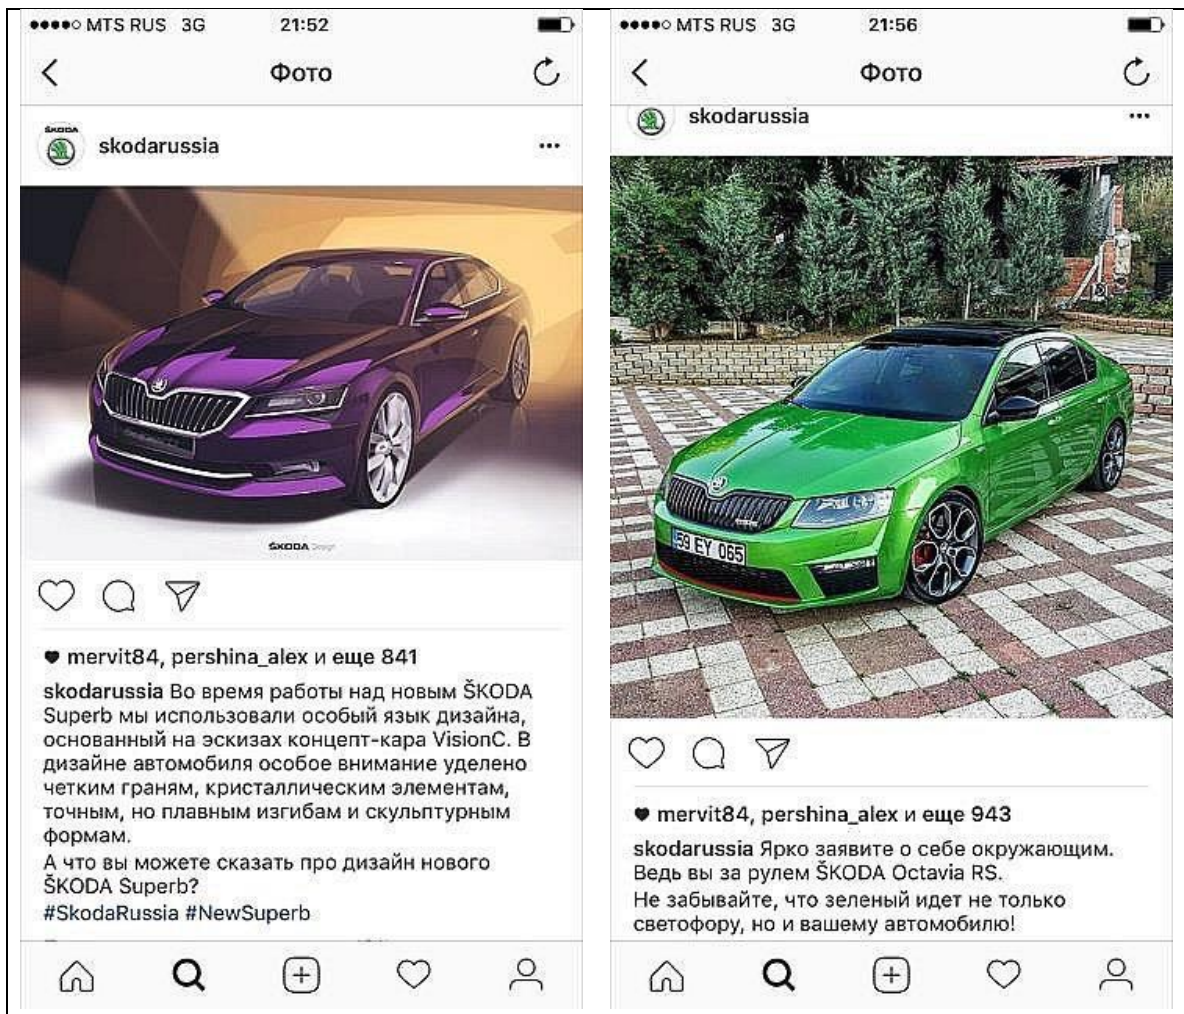 MTS RUS 3G 21:52
Фото
ŠKODA
skodarussia
ŠKODA Design
mervit84, pershina_alex и еще 841
skodarussia Во время работы над новым ŠKODA
Superb мы использовали особый язык дизайна,
основанный на эскизах концепт-кара VisionC. В
дизайне автомобиля особое внимание уделено
четким граням, кристаллическим элементам,
точным, но плавным изгибам и скульптурным
формам.
А что вы можете сказать про дизайн нового
ŠKODA Superb?
#SkodaRussia #NewSuperb
MTS RUS 3G 21:56
Фото
skodarussia
59 EY 065
mervit84, pershina_alex и еще 943
skodarussia Ярко заявите о себе окружающим.
Ведь вы за рулем ŠKODA Octavia RS.
Не забывайте, что зеленый идет не только
светофору, но и вашему автомобилю!